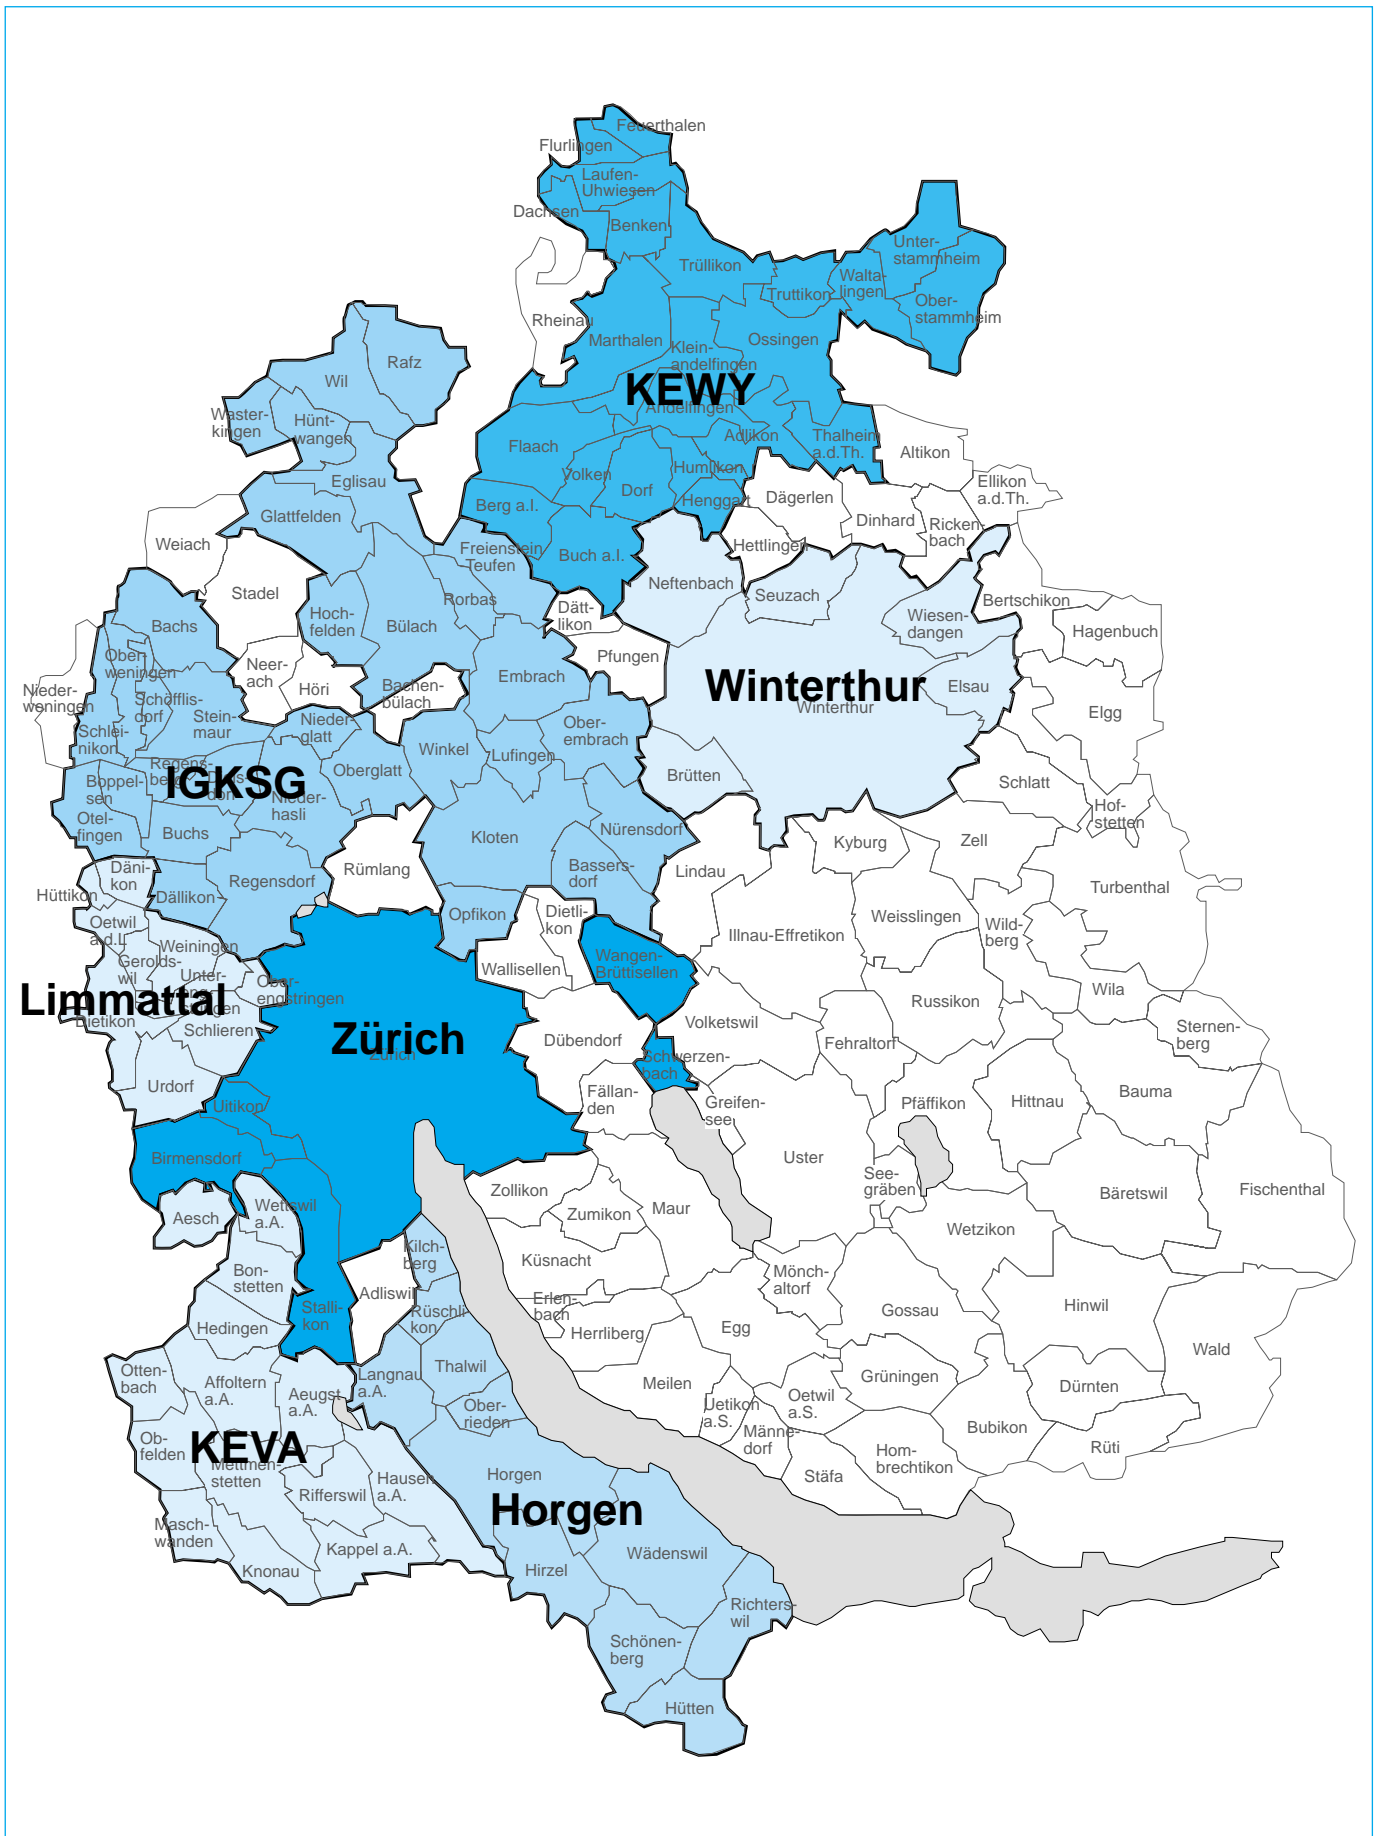 Feuerthalen
Flurlingen
Laufen-
Uhwiesen
Dachsen
Benken
Unter-
stammheim
Trüllikon
Walta-
lingen
Truttikon
Ober-
stammheim
Rheinau
Marthalen
Ossingen
Klein-
andelfingen
Rafz
Wil
KEWY
Andelfingen
Waster-
kingen
Hünt-
wangen
Flaach
Adlikon
Thalheim
a.d.Th.
Altikon
Volken
Humlikon
Eglisau
Dorf
Henggart
Dägerlen
Ellikon
a.d.Th.
Berg a.I.
Glattfelden
Dinhard
Ricken-
bach
Weiach
Freienstein
Teufen
Buch a.I.
Hettlingen
Stadel
Neftenbach
Seuzach
Rorbas
Bertschikon
Hoch-
felden
Bülach
Dätt-
likon
Wiesen-
dangen
Bachs
Hagenbuch
Ober-
weningen
Pfungen
Neer-
ach
Höri
Embrach
Winterthur
Winterthur
Elsau
Nieder-
weningen
Bachen-
bülach
Schöfflis-
dorf
Stein-
maur
Nieder-
glatt
Ober-
embrach
Elgg
Schlei-
nikon
Winkel
Lufingen
Regens-
berg
Oberglatt
Brütten
Schlatt
IGKSG
Boppel-
sen
Nieder-
hasli
Hof-
stetten
Otel-
fingen
Buchs
Kloten
Nürensdorf
Kyburg
Zell
Däni-
kon
Rümlang
Bassers-
dorf
Lindau
Hüttikon
Dällikon
Regensdorf
Turbenthal
Oetwil
a.d.L
Opfikon
Dietli-
kon
Weisslingen
Wild-
berg
Illnau-Effretikon
Weiningen
Gerolds-
wil
Wallisellen
Wangen-
Brüttisellen
Unter-
eng-
stringen
Ober-
engstringen
Limmattal
Wila
Russikon
Dietikon
Schlieren
Zürich
Zürich
Dübendorf
Volketswil
Sternen-
berg
Fehraltorf
Schwerzen-
bach
Urdorf
Fällan-
den
Greifen-
see
Pfäffikon
Hittnau
Bauma
Uitikon
Birmensdorf
Uster
See-
gräben
Zollikon
Bäretswil
Fischenthal
Aesch
Wettswil
a.A.
Zumikon
Maur
Wetzikon
Kilch-
berg
Küsnacht
Bon-
stetten
Mönch-
altorf
Adliswil
Erlen-
bach
Gossau
Hinwil
Stalli-
kon
Rüschli-
kon
Hedingen
Herrliberg
Egg
Wald
Otten-
bach
Thalwil
Affoltern
a.A.
Langnau
a.A.
Meilen
Grüningen
Dürnten
Aeugst
a.A.
Uetikon
a.S.
Oetwil
a.S.
Ober-
rieden
Bubikon
Ob-
felden
KEVA
Männe-
dorf
Hom-
brechtikon
Rüti
Mettmen-
stetten
Hausen
a.A.
Horgen
Stäfa
Rifferswil
Horgen
Masch-
wanden
Kappel a.A.
Wädenswil
Knonau
Hirzel
Richters-
wil
Schönen-
berg
Hütten